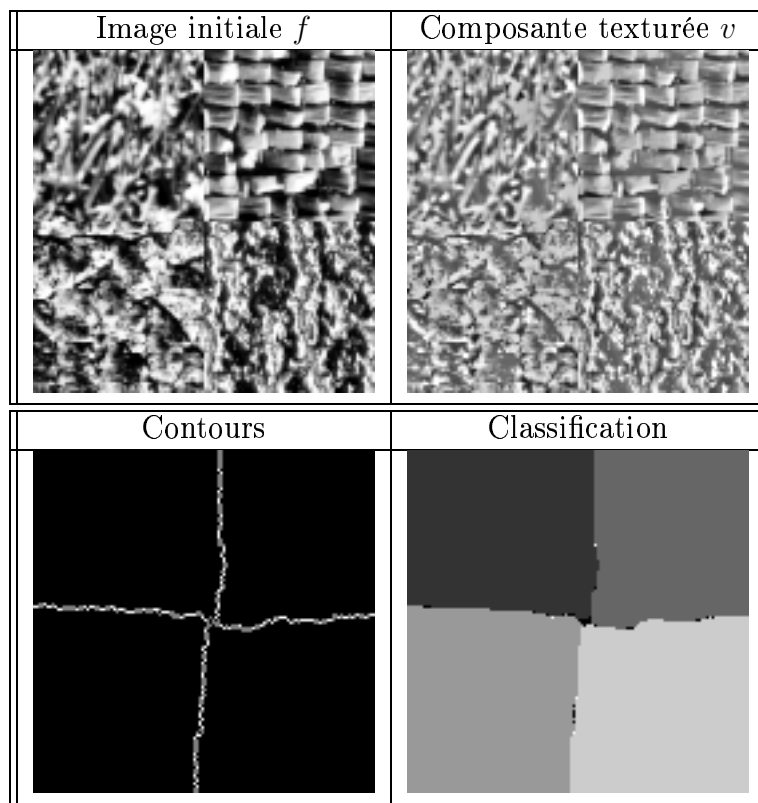 Image initiale f
Composante texturée v
Contours
Classification